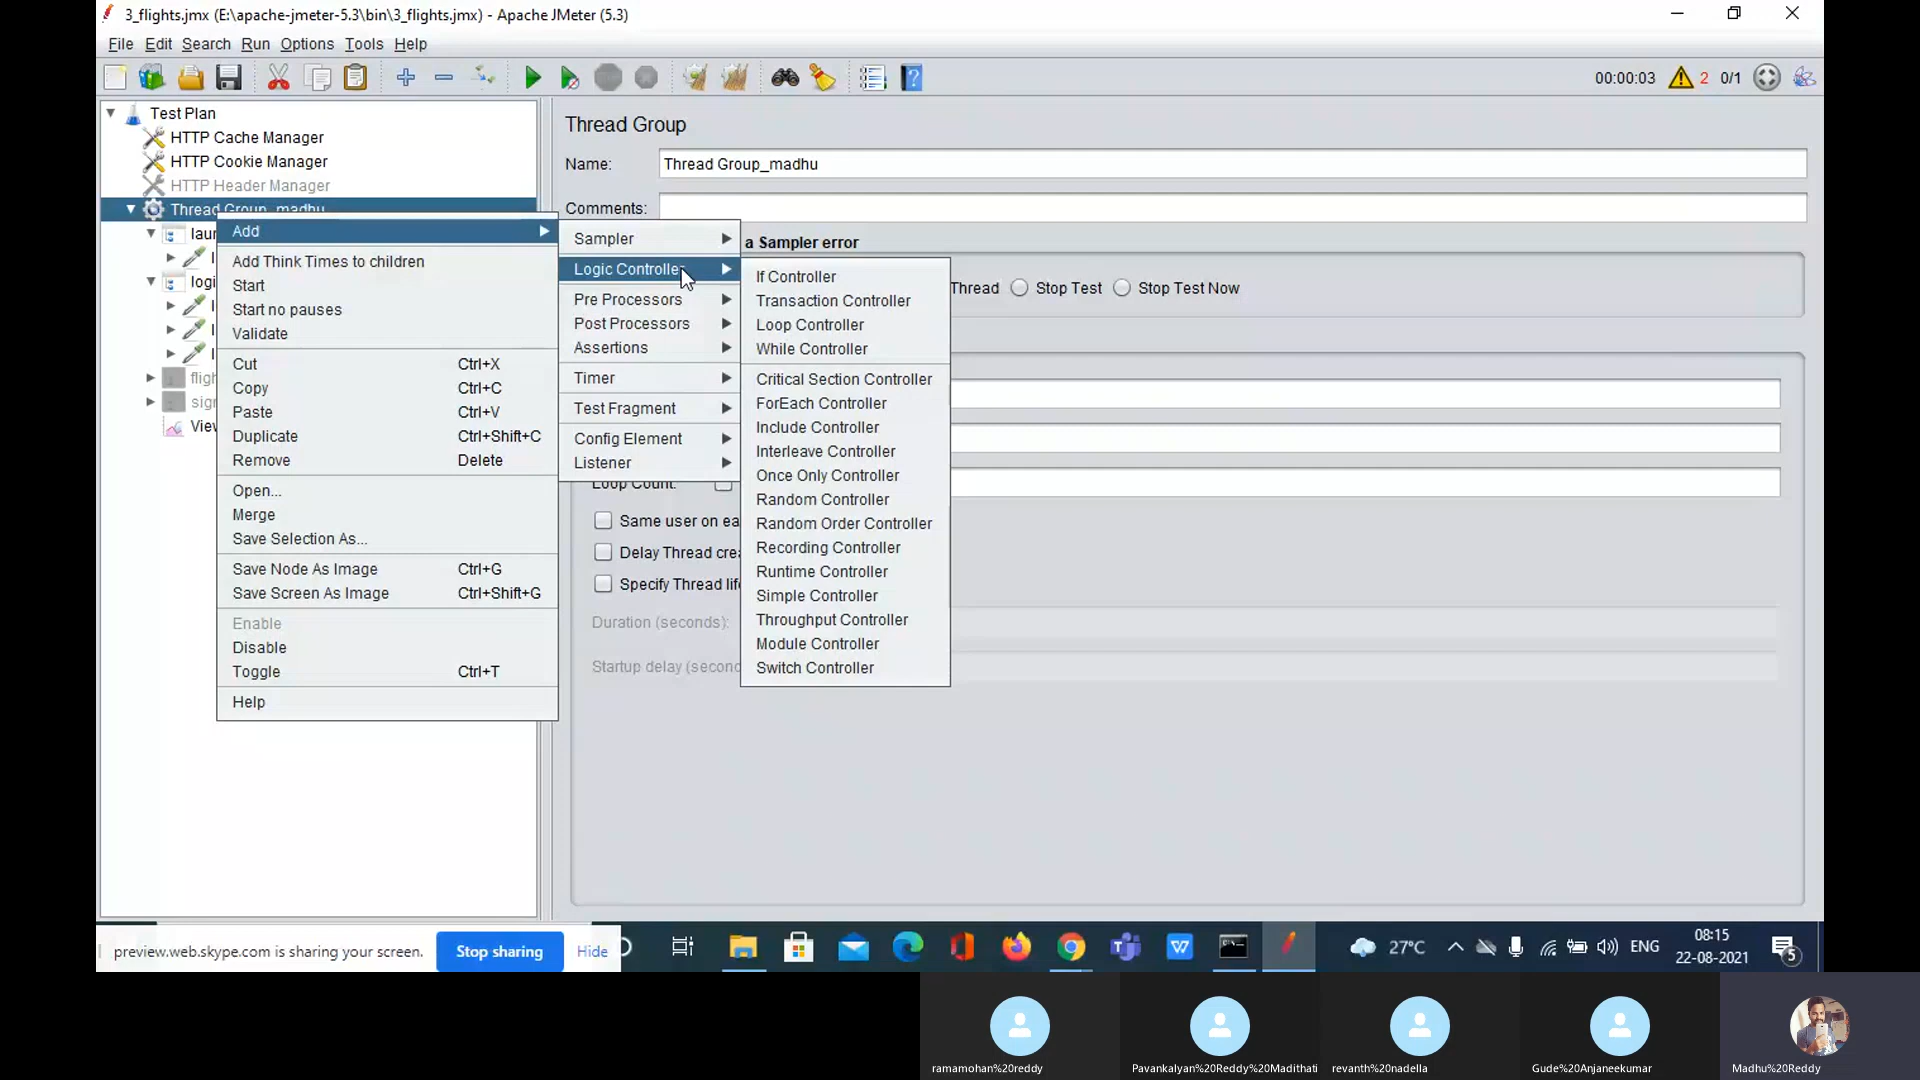 3_flights.jmx (E:\apache-jmeter-5.3\bin\3_flights.jmx) - Apache JMeter (5.3)
File Edit Search Run Options Tools Help
00:00:03 2 0/1
Test Plan
HTTP Cache Manager
HTTP Cookie Manager
HTTP Header Manager
Thread Group_madhu
Thread Group
Name: Thread Group_madhu
Comments:
a Sampler error
Thread Stop Test Stop Test Now
Add
Add Think Times to children
Start
Start no pauses
Validate
Cut Ctrl+X
Copy Ctrl+C
Paste Ctrl+V
Duplicate Ctrl+Shift+C
Remove Delete
Open...
Merge
Save Selection As...
Save Node As Image Ctrl+G
Save Screen As Image Ctrl+Shift+G
Enable
Disable
Toggle Ctrl+T
Help
Sampler
Logic Controller
Pre Processors
Post Processors
Assertions
Timer
Test Fragment
Config Element
Listener
If Controller
Transaction Controller
Loop Controller
While Controller
Critical Section Controller
ForEach Controller
Include Controller
Interleave Controller
Once Only Controller
Random Controller
Random Order Controller
Recording Controller
Runtime Controller
Simple Controller
Throughput Controller
Module Controller
Switch Controller
Loop Count:
Same user on ea
Delay Thread crea
Specify Thread life
Duration (seconds):
Startup delay (second
preview.web.skype.com is sharing your screen. Stop sharing Hide
27°C ENG 08:15
22-08-2021 5
ramamohan%20reddy Pavankalyan%20Reddy%20Madithati revanth%20nadella Gude%20Anjaneekumar Madhu%20Reddy